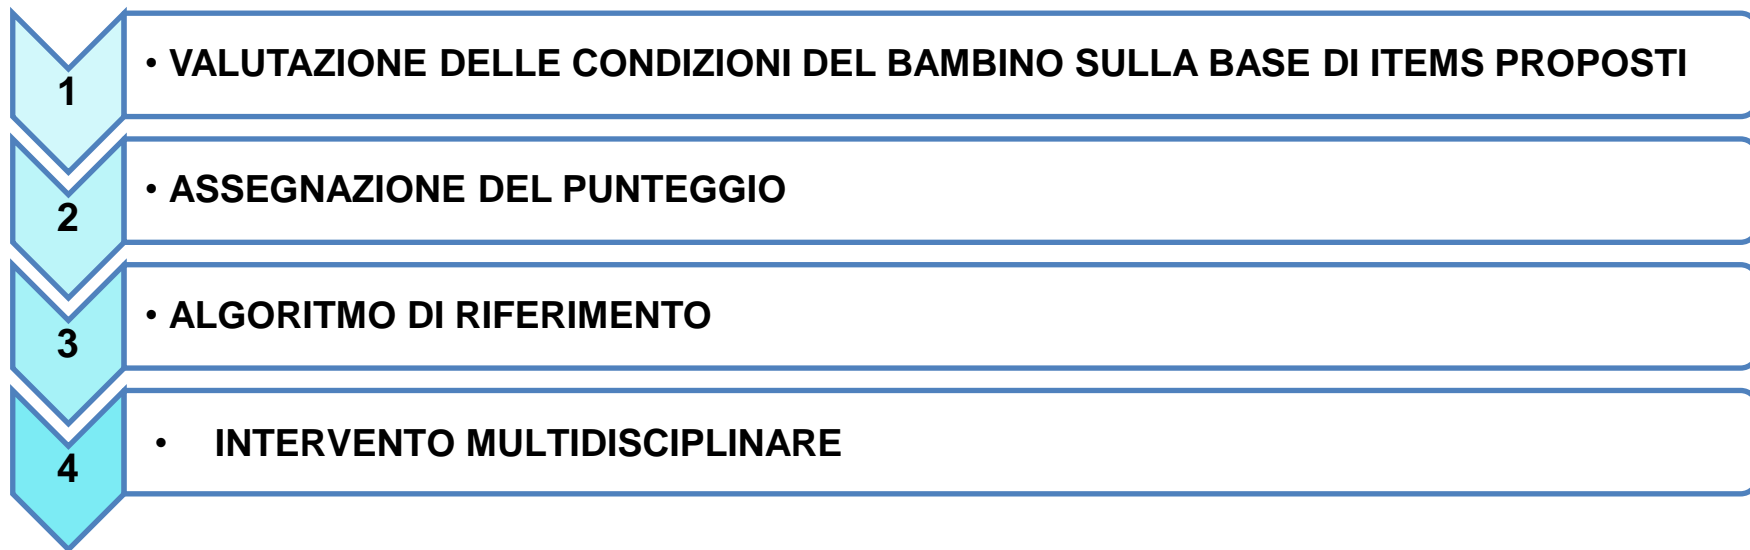 1
• VALUTAZIONE DELLE CONDIZIONI DEL BAMBINO SULLA BASE DI ITEMS PROPOSTI
2
• ASSEGNAZIONE DEL PUNTEGGIO
3
• ALGORITMO DI RIFERIMENTO
4
• INTERVENTO MULTIDISCIPLINARE